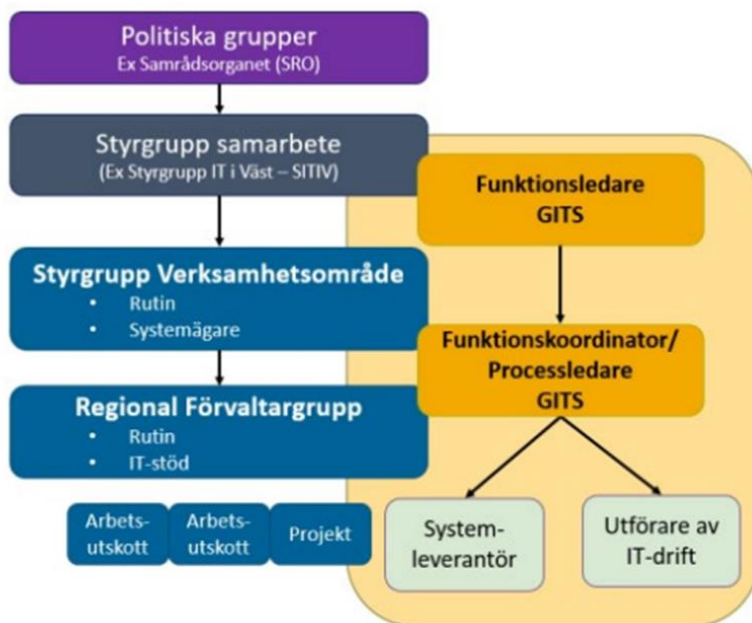 Politiska grupper
Ex Samrådsorganet (SRO)
Styrgrupp samarbete
(Ex Styrgrupp IT i Väst – SITIV)
Funktionsledare
GITS
Styrgrupp Verksamhetsområde
• Rutin
• Systemägare
Funktionskoordinator/
Processledare
GITS
Regional Förvaltargrupp
• Rutin
• IT-stöd
Arbets-
utskott
Arbets-
utskott
Projekt
System-
leverantör
Utförare av
IT-drift